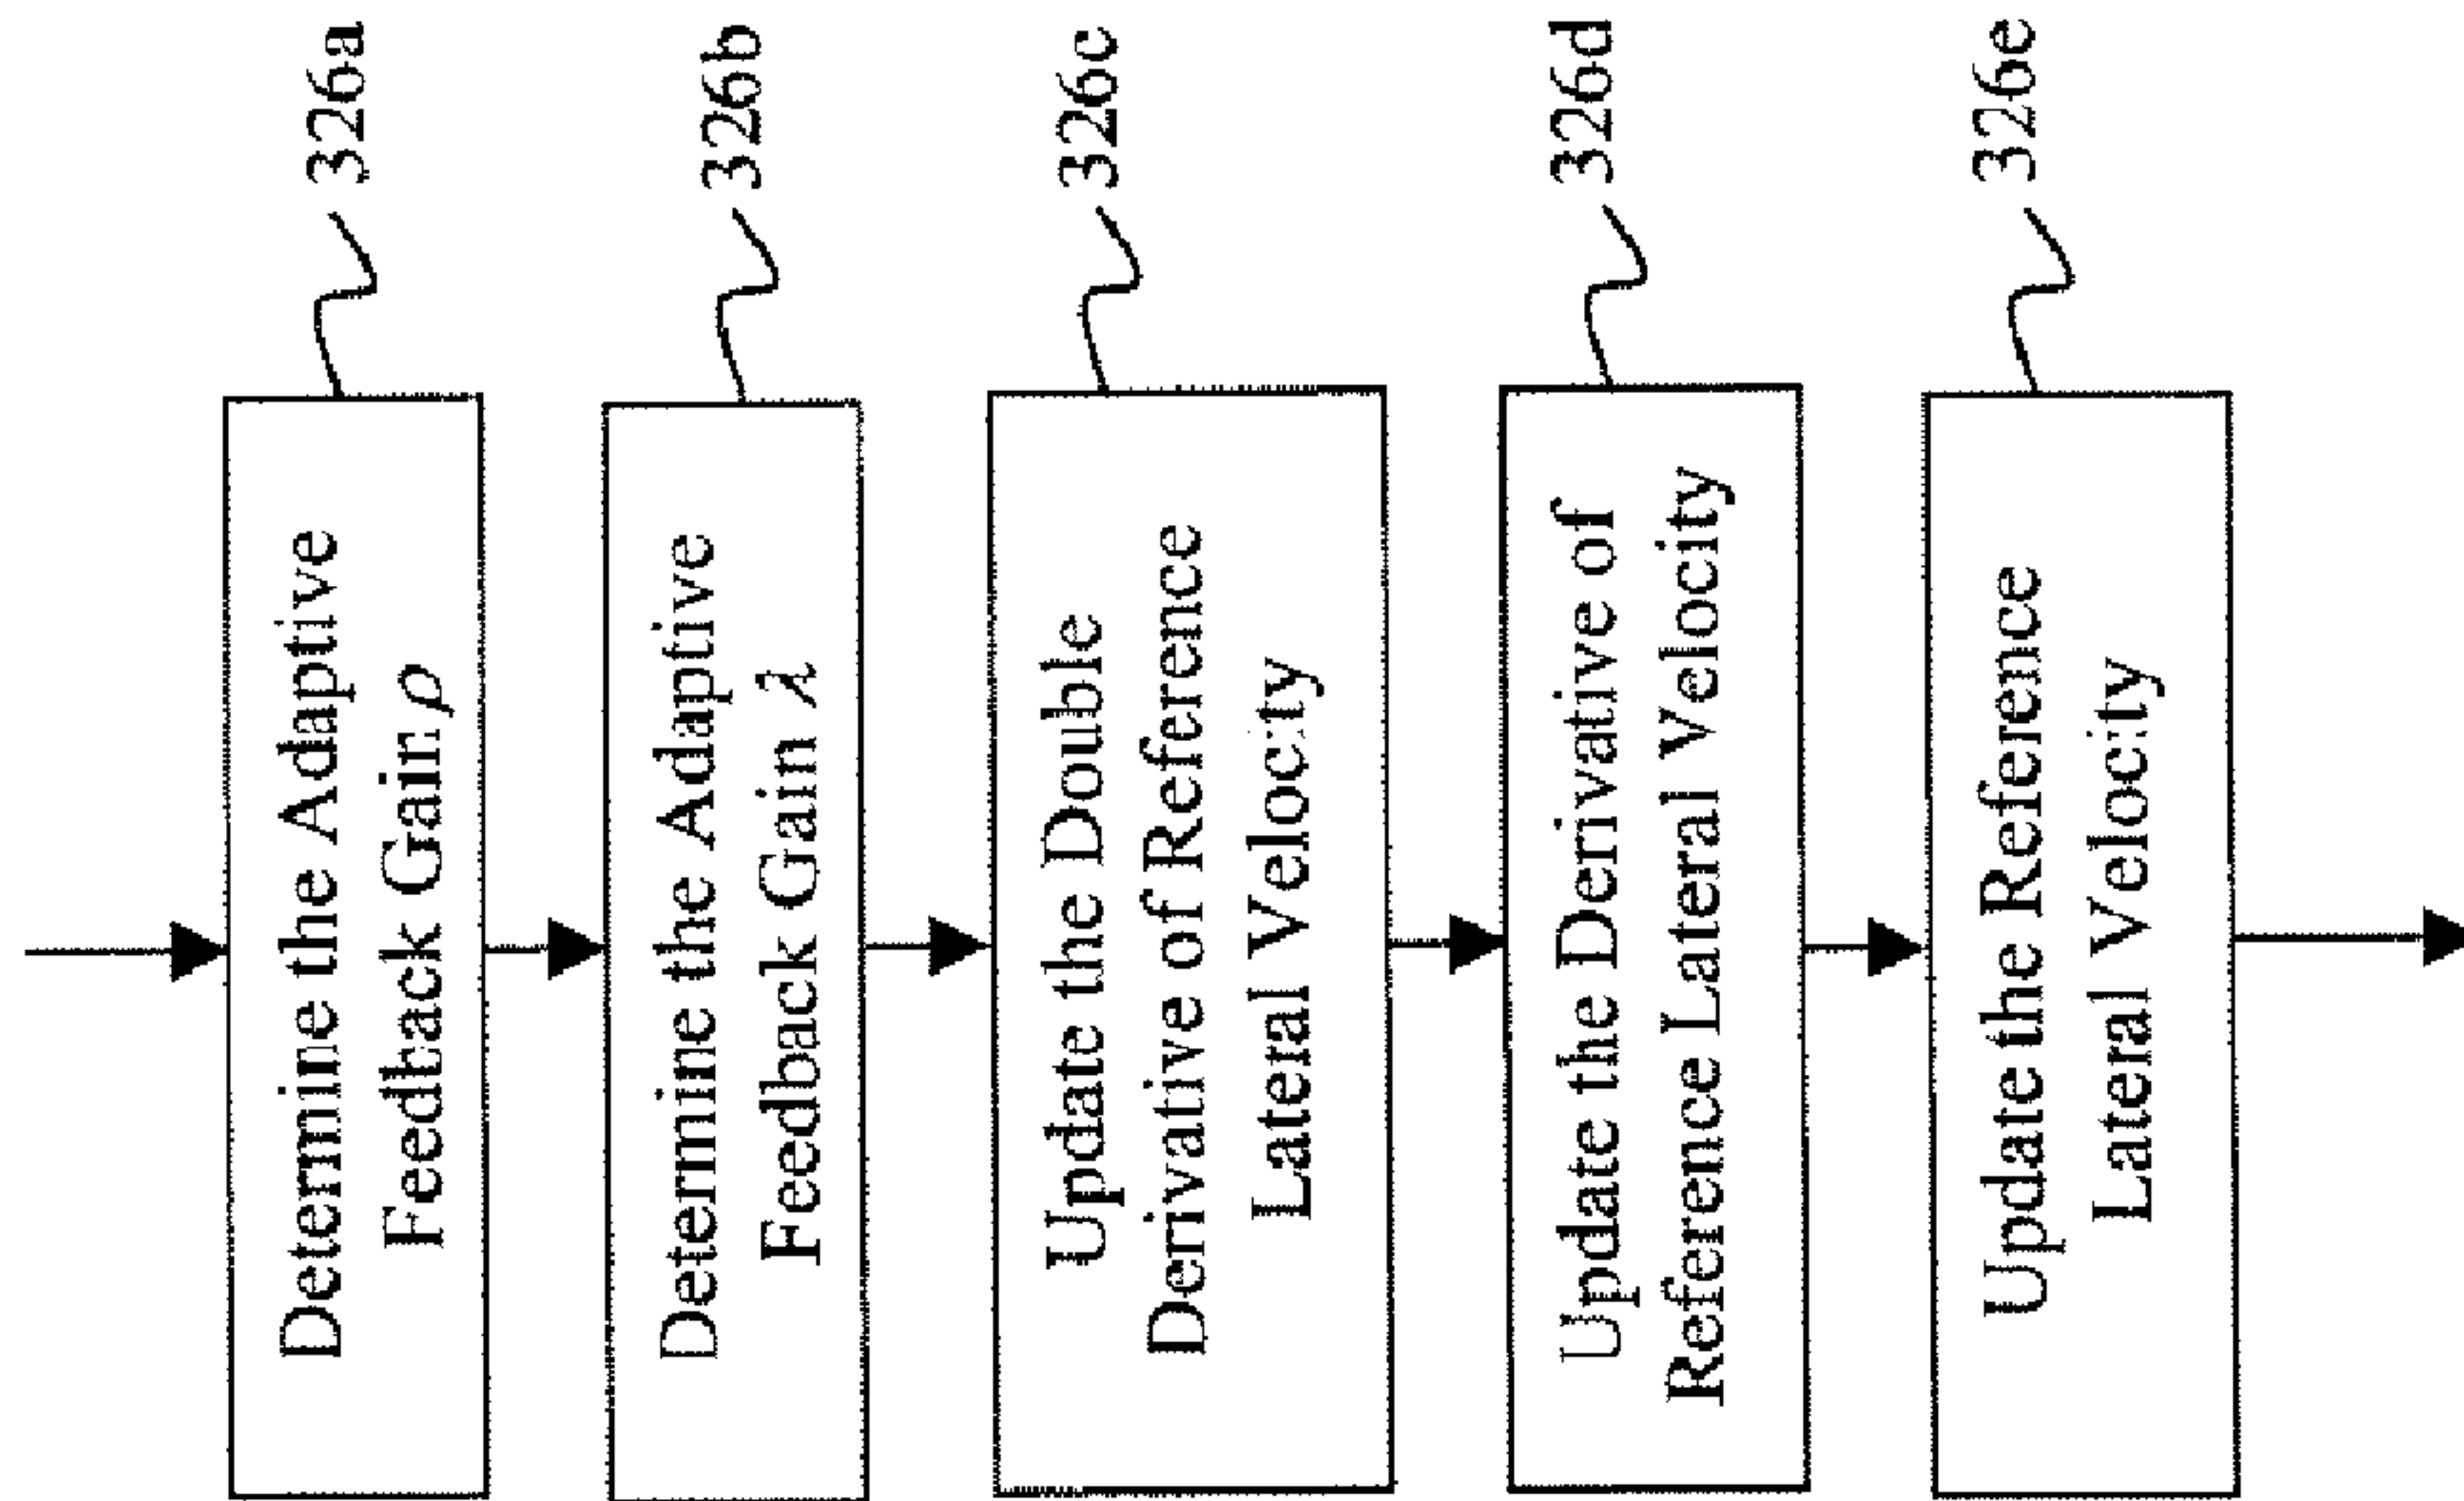 Determine the Adaptive
Feedback Gain ρ
326a
Determine the Adaptive
Feedback Gain λ
326b
Update the Double
Derivative of Reference
Lateral Velocity
326c
Update the Derivative of
Reference Lateral Velocity
326d
Update the Reference
Lateral Velocity
326e